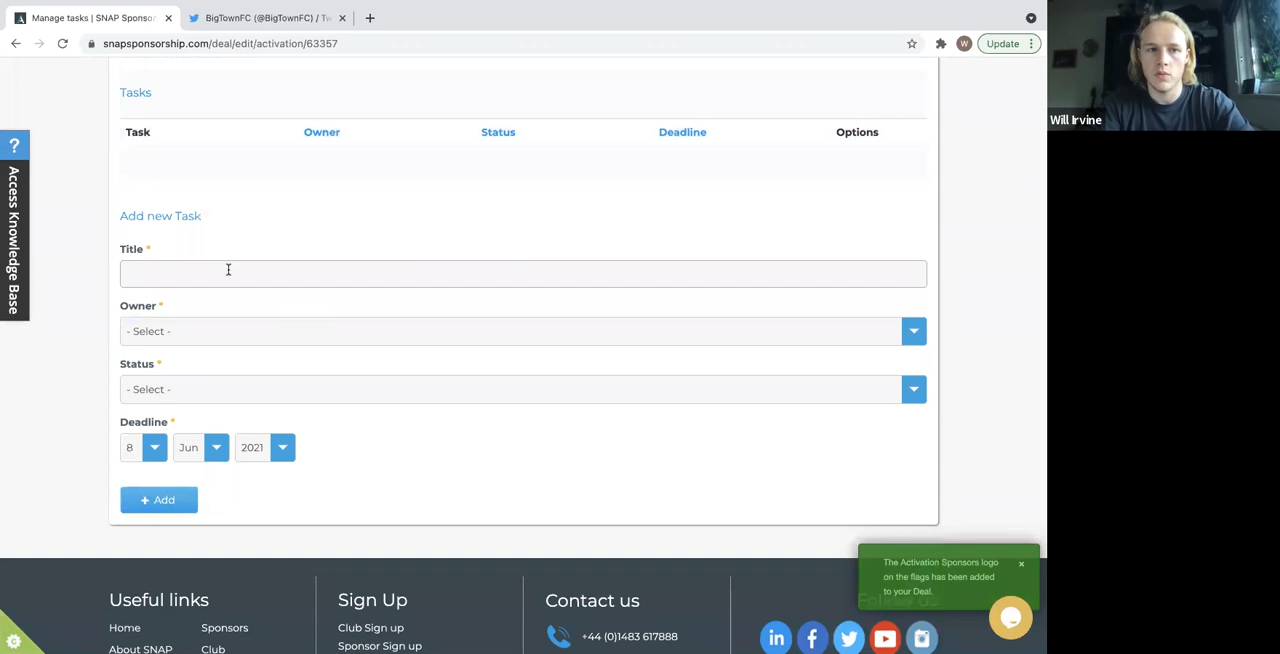 Manage tasks | SNAP Sponsor
BigTownFC (@BigTownFC) / Tw
snapsponsorship.com/deal/edit/activation/63357
W
Update
Will Irvine
?
Access Knowledge Base
Tasks
Task
Owner
Status
Deadline
Options
Add new Task
Title *
Owner *
- Select -
Status *
- Select -
Deadline *
8
Jun
2021
+ Add
The Activation Sponsors logo
on the flags has been added
to your Deal.
×
Useful links
Home
Sponsors
About SNAP
Club
Sign Up
Club Sign up
Sponsor Sign up
Contact us
+44 (0)1483 617888